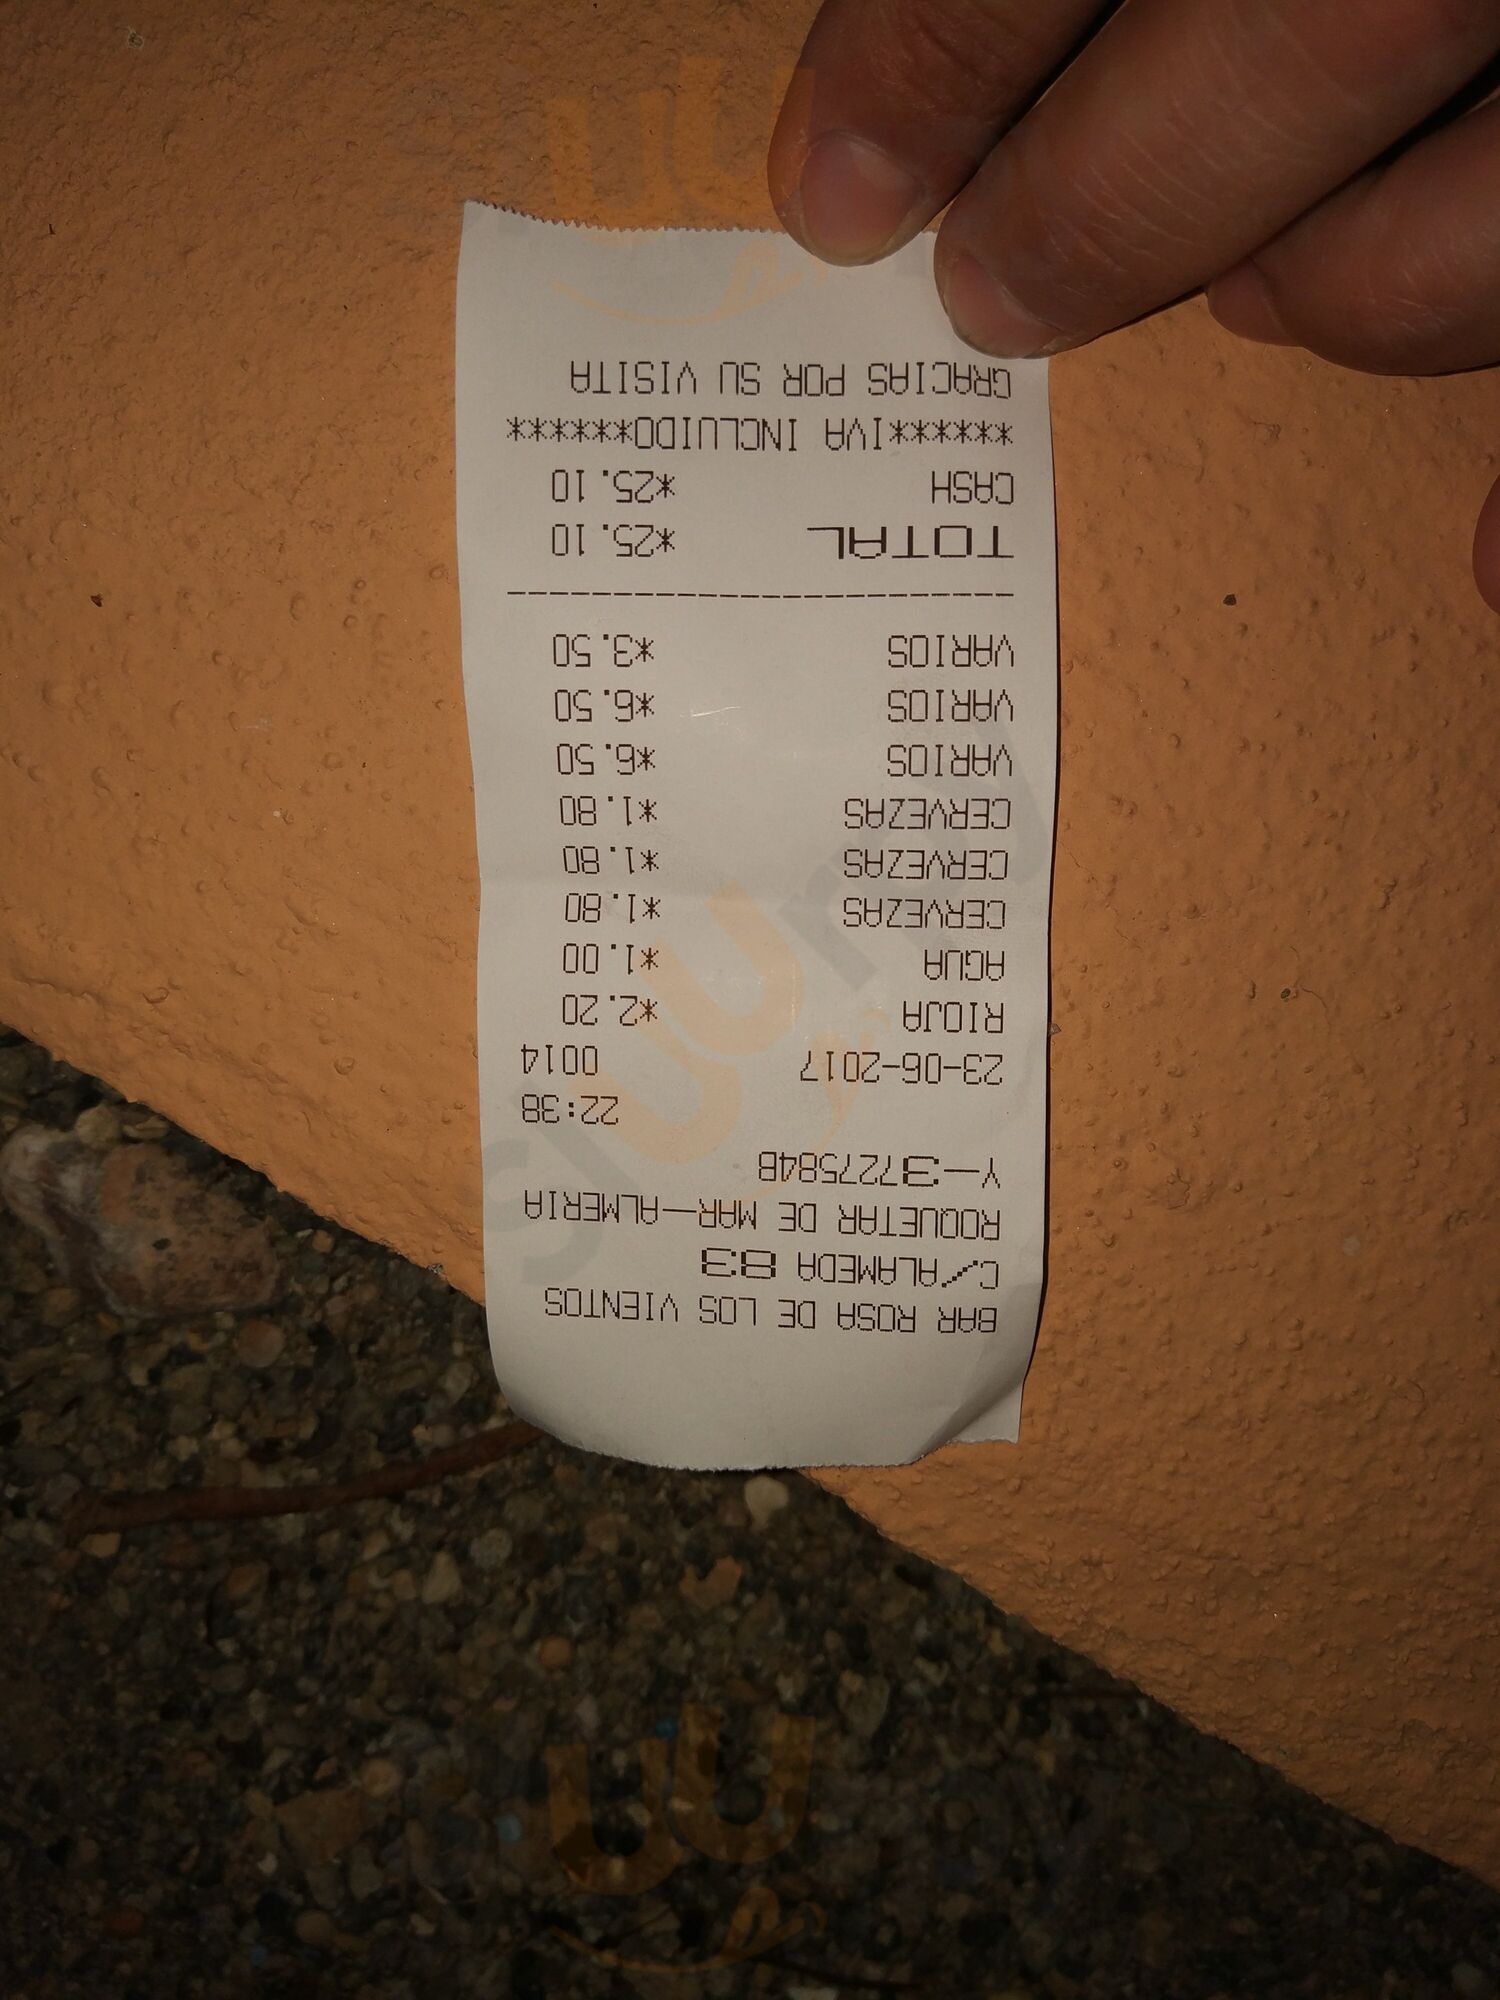 BAR ROSA DE LOS VIENTOS
C/ALAMEDA 83
ROQUETAR DE MAR-ALMERIA
Y-37275848
22:38
23-06-2017 0014
RIOJA *2.20
AGUA *1.00
CERVEZAS *1.80
CERVEZAS *1.80
CERVEZAS *1.80
VARIOS *6.50
VARIOS *6.50
VARIOS *3.50
------------------------
TOTAL *25.10
CASH *25.10
******IVA INCLUIDO******
GRACIAS POR SU VISITA